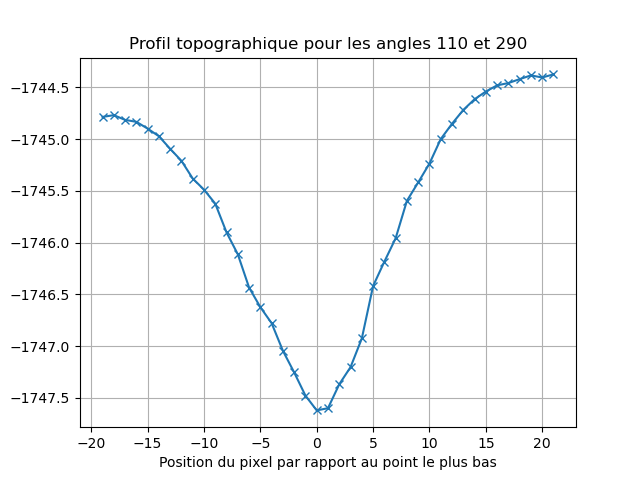 Profil topographique pour les angles 110 et 290
−1744.5
−1745.0
−1745.5
−1746.0
−1746.5
−1747.0
−1747.5
−20 −15 −10 −5 0 5 10 15 20
Position du pixel par rapport au point le plus bas